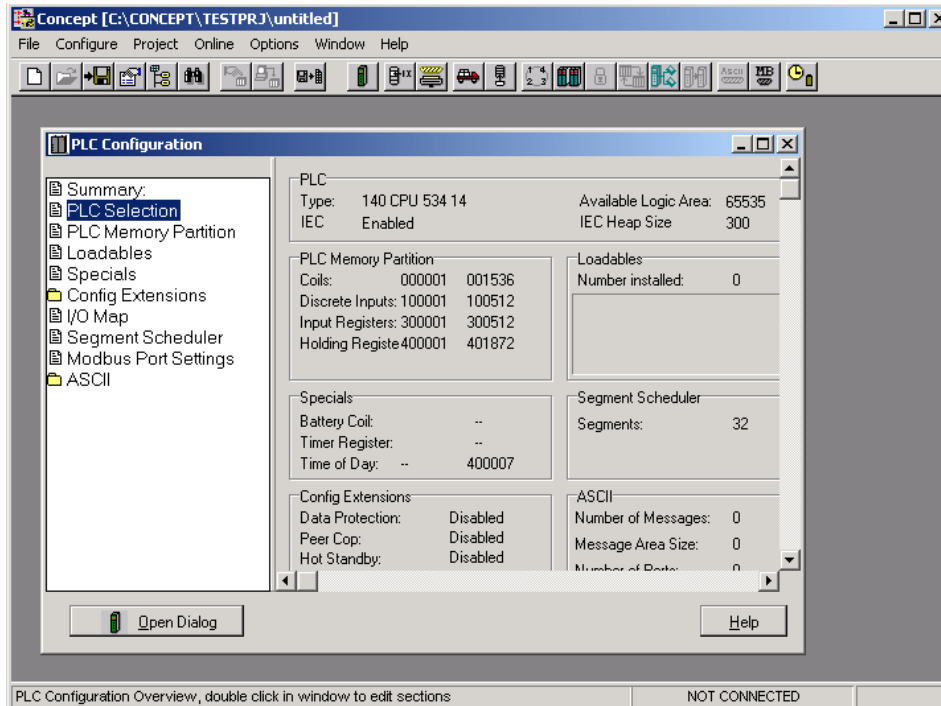 Concept [C:\CONCEPT\TESTPRJ\untitled]
File Configure Project Online Options Window Help
PLC Configuration
Summary:
PLC Selection
PLC Memory Partition
Loadables
Specials
Config Extensions
I/O Map
Segment Scheduler
Modbus Port Settings
ASCII
PLC
Type: 140 CPU 534 14 Available Logic Area: 65535
IEC Enabled IEC Heap Size 300
PLC Memory Partition
Coils: 000001 001536
Discrete Inputs: 100001 100512
Input Registers: 300001 300512
Holding Registe 400001 401872
Loadables
Number installed: 0
Specials
Battery Coil: --
Timer Register: --
Time of Day: -- 400007
Segment Scheduler
Segments: 32
Config Extensions
Data Protection: Disabled
Peer Cop: Disabled
Hot Standby: Disabled
ASCII
Number of Messages: 0
Message Area Size: 0
Number of Ports: 0
Open Dialog
Help
PLC Configuration Overview, double click in window to edit sections
NOT CONNECTED